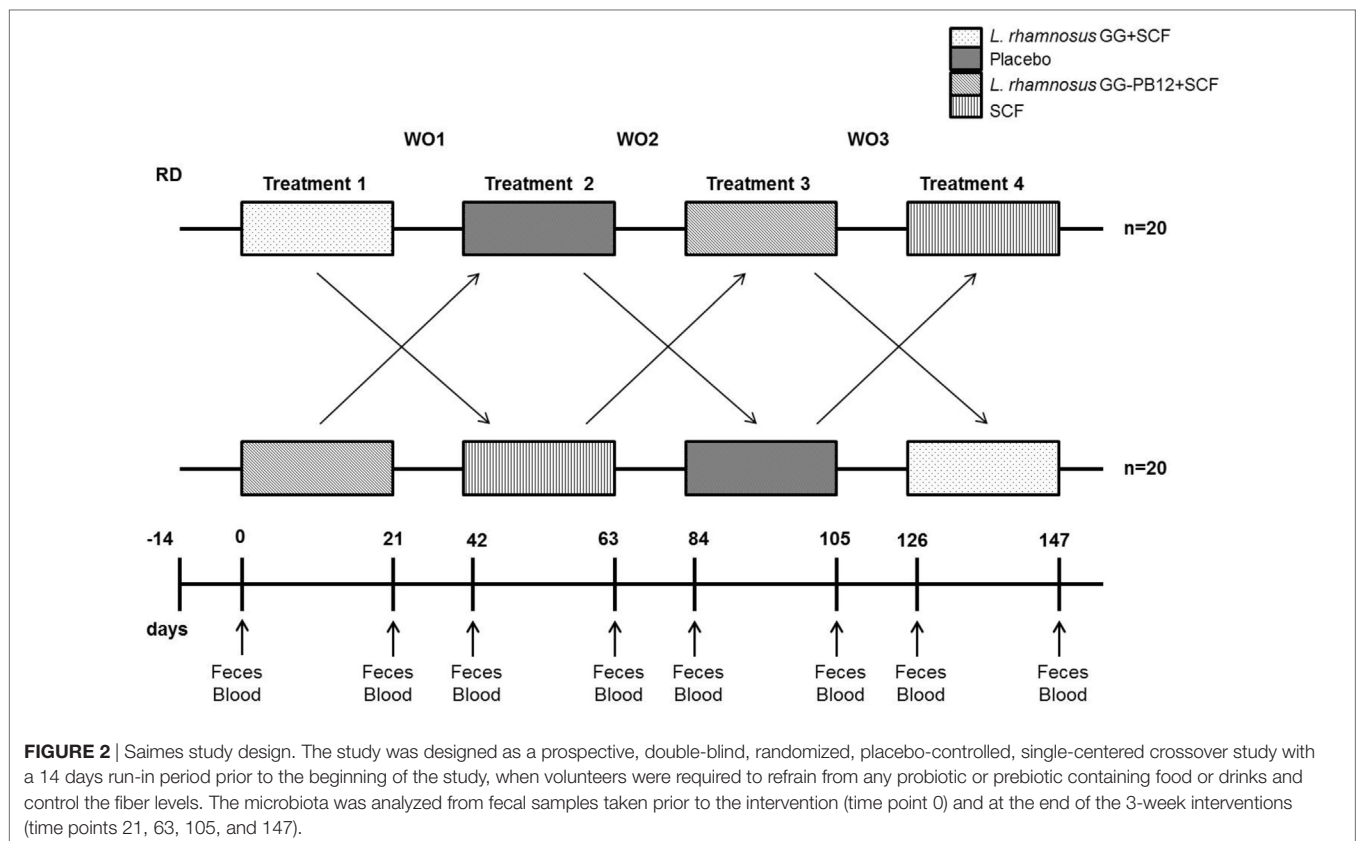 L. rhamnosus GG+SCF
Placebo
L. rhamnosus GG-PB12+SCF
SCF
WO1 WO2 WO3
RD
Treatment 1 Treatment 2 Treatment 3 Treatment 4
n=20
n=20
-14 0 21 42 63 84 105 126 147
days
Feces Feces Feces Feces Feces Feces Feces Feces
Blood Blood Blood Blood Blood Blood Blood Blood
FIGURE 2 | Saimes study design. The study was designed as a prospective, double-blind, randomized, placebo-controlled, single-centered crossover study with
a 14 days run-in period prior to the beginning of the study, when volunteers were required to refrain from any probiotic or prebiotic containing food or drinks and
control the fiber levels. The microbiota was analyzed from fecal samples taken prior to the intervention (time point 0) and at the end of the 3-week interventions
(time points 21, 63, 105, and 147).